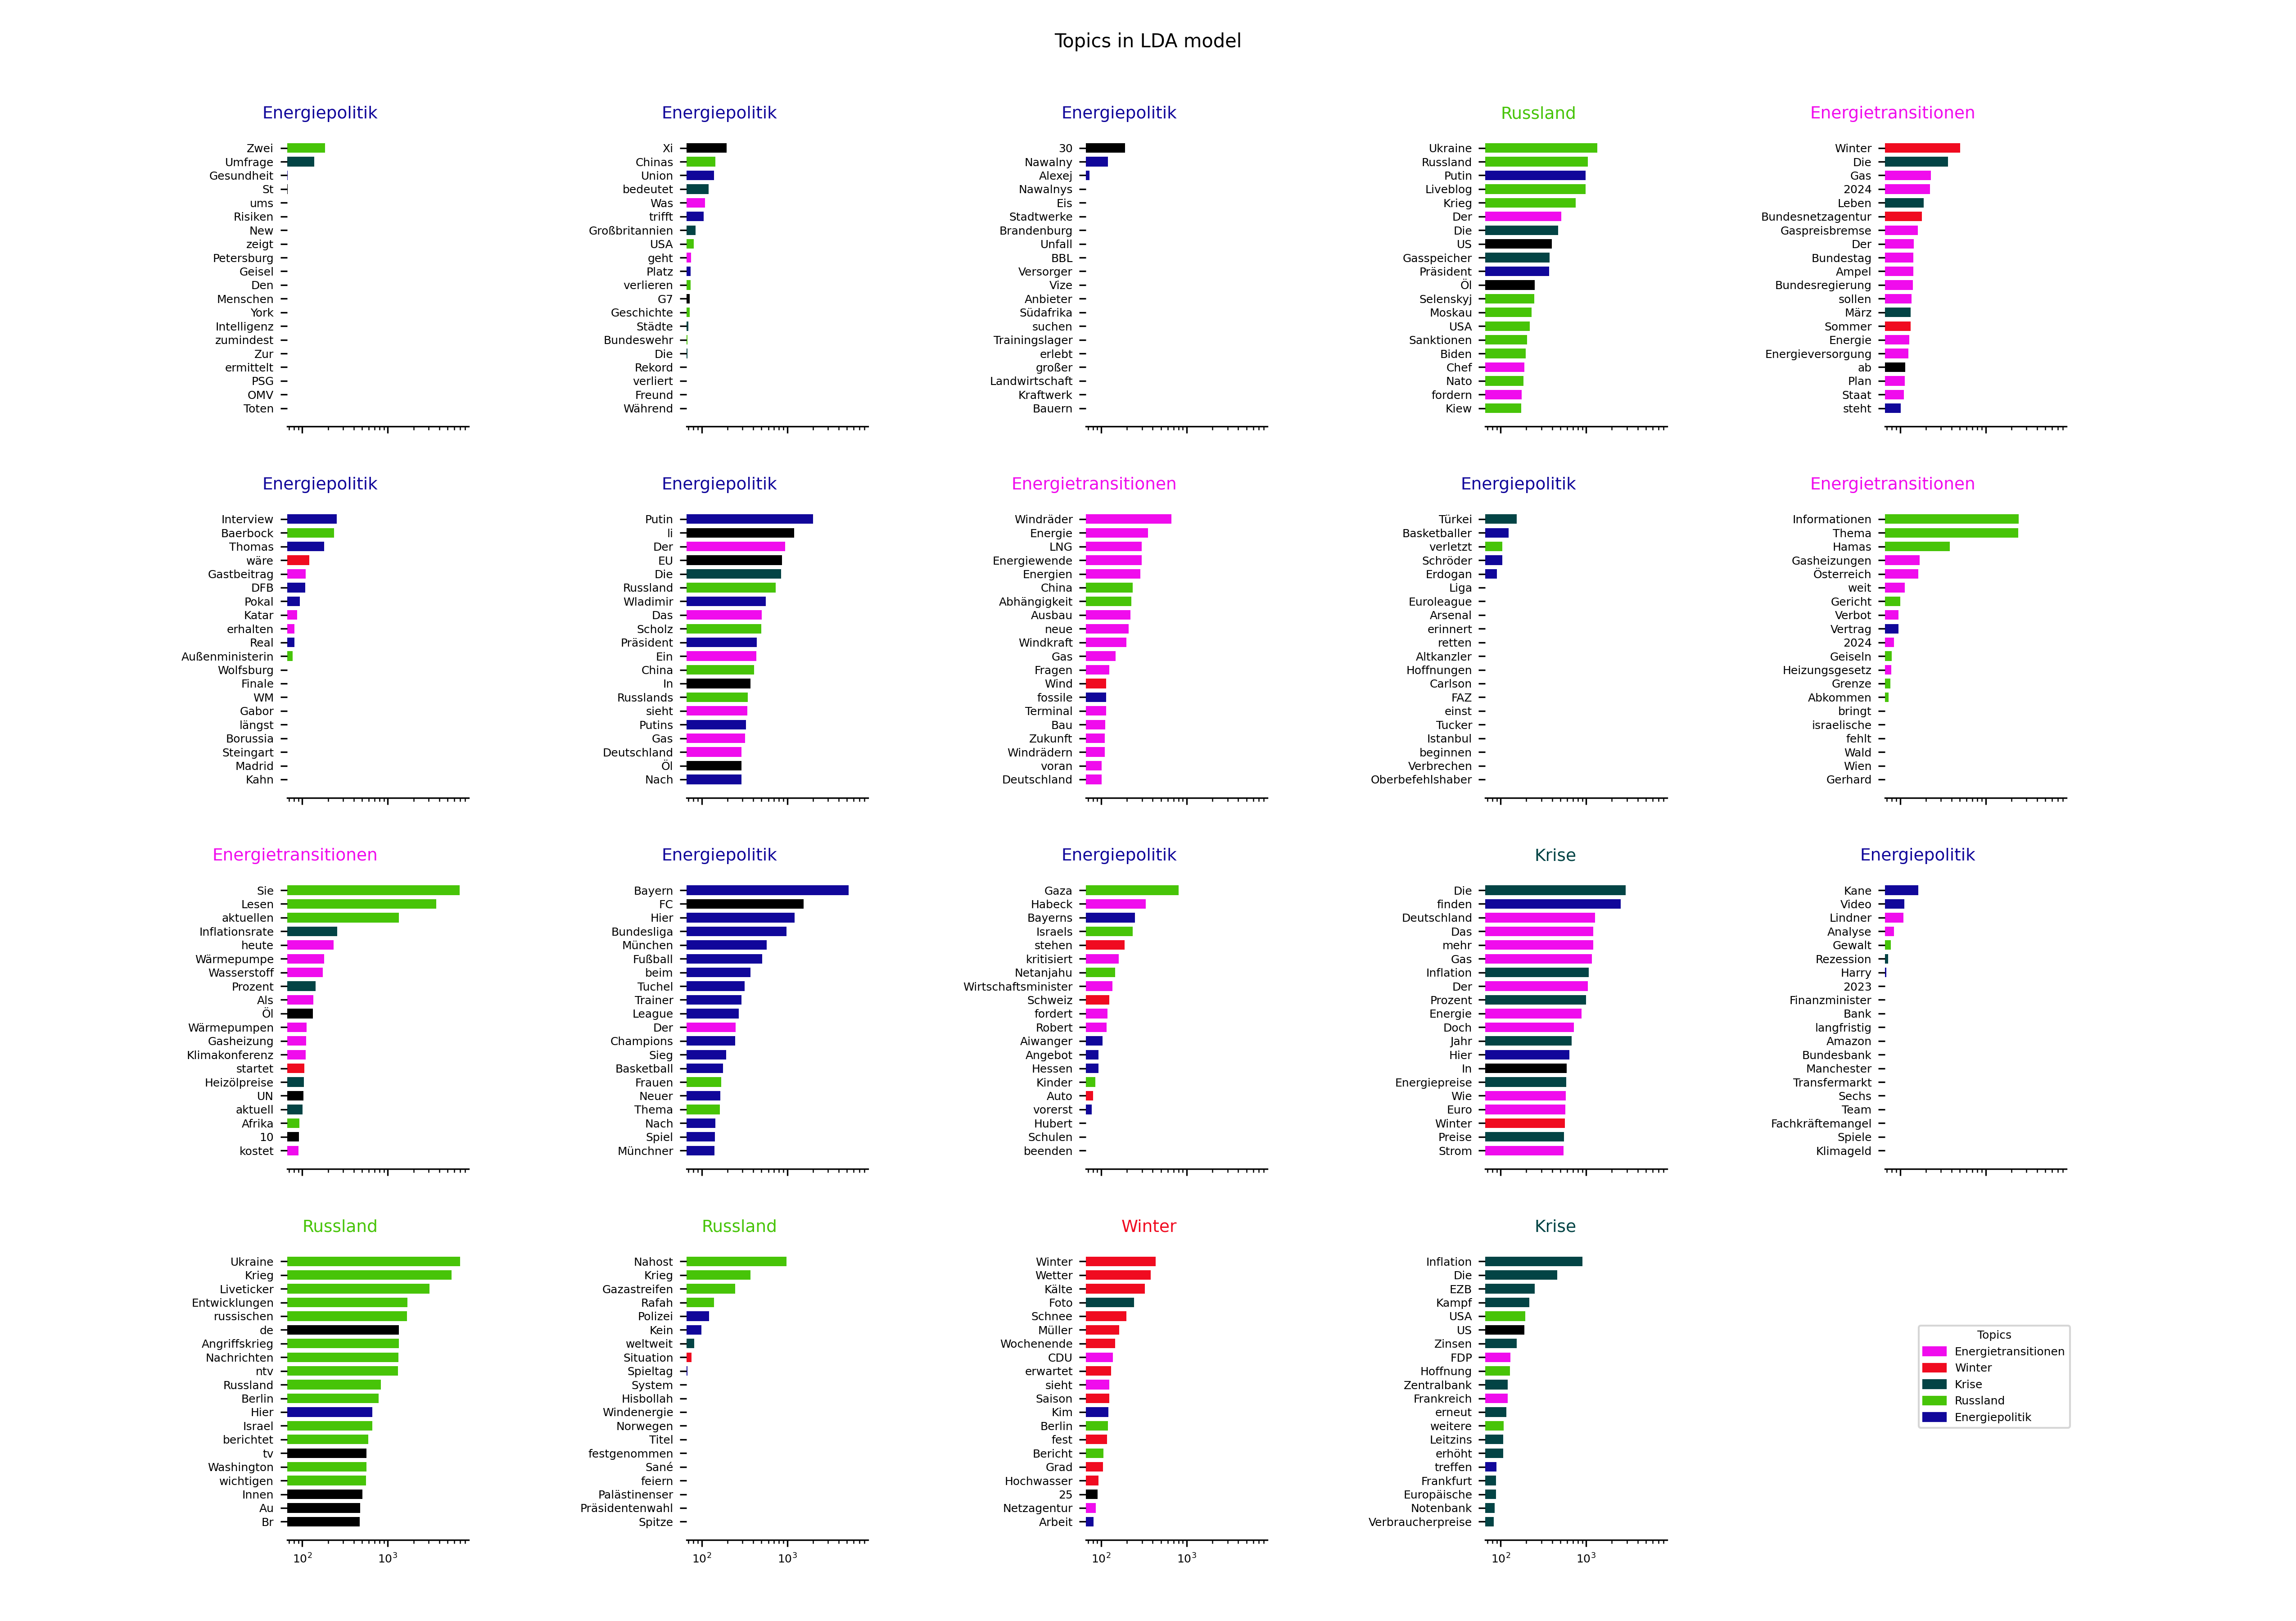 Topics in LDA model
Energiepolitik
Zwei
Umfrage
Gesundheit
St
ums
Risiken
New
zeigt
Petersburg
Geisel
Den
Menschen
York
Intelligenz
zumindest
Zur
ermittelt
PSG
OMV
Toten
Energiepolitik
Xi
Chinas
Union
bedeutet
Was
trifft
Großbritannien
USA
geht
Platz
verlieren
G7
Geschichte
Städte
Bundeswehr
Die
Rekord
verliert
Freund
Während
Energiepolitik
30
Nawalny
Alexej
Nawalnys
Eis
Stadtwerke
Brandenburg
Unfall
BBL
Versorger
Vize
Anbieter
Südafrika
suchen
Trainingslager
erlebt
großer
Landwirtschaft
Kraftwerk
Bauern
Russland
Ukraine
Russland
Putin
Liveblog
Krieg
Der
Die
US
Gasspeicher
Präsident
Öl
Selenskyj
Moskau
USA
Sanktionen
Biden
Chef
Nato
fordern
Kiew
Energietransitionen
Winter
Die
Gas
2024
Leben
Bundesnetzagentur
Gaspreisbremse
Der
Bundestag
Ampel
Bundesregierung
sollen
März
Sommer
Energie
Energieversorgung
ab
Plan
Staat
steht
Energiepolitik
Interview
Baerbock
Thomas
wäre
Gastbeitrag
DFB
Pokal
Katar
erhalten
Real
Außenministerin
Wolfsburg
Finale
WM
Gabor
längst
Borussia
Steingart
Madrid
Kahn
Energiepolitik
Putin
li
Der
EU
Die
Russland
Wladimir
Das
Scholz
Präsident
Ein
China
In
Russlands
sieht
Putins
Gas
Deutschland
Öl
Nach
Energietransitionen
Windräder
Energie
LNG
Energiewende
Energien
China
Abhängigkeit
Ausbau
neue
Windkraft
Gas
Fragen
Wind
fossile
Terminal
Bau
Zukunft
Windrädern
voran
Deutschland
Energiepolitik
Türkei
Basketballer
verletzt
Schröder
Erdogan
Liga
Euroleague
Arsenal
erinnert
retten
Altkanzler
Hoffnungen
Carlson
FAZ
einst
Tucker
Istanbul
beginnen
Verbrechen
Oberbefehlshaber
Energietransitionen
Informationen
Thema
Hamas
Gasheizungen
Österreich
weit
Gericht
Verbot
Vertrag
2024
Geiseln
Heizungsgesetz
Grenze
Abkommen
bringt
israelische
fehlt
Wald
Wien
Gerhard
Energietransitionen
Sie
Lesen
aktuellen
Inflationsrate
heute
Wärmepumpe
Wasserstoff
Prozent
Als
Öl
Wärmepumpen
Gasheizung
Klimakonferenz
startet
Heizölpreise
UN
aktuell
Afrika
10
kostet
Energiepolitik
Bayern
FC
Hier
Bundesliga
München
Fußball
beim
Tuchel
Trainer
League
Der
Champions
Sieg
Basketball
Frauen
Neuer
Thema
Nach
Spiel
Münchner
Energiepolitik
Gaza
Habeck
Bayerns
Israels
stehen
kritisiert
Netanjahu
Wirtschaftsminister
Schweiz
fordert
Robert
Aiwanger
Angebot
Hessen
Kinder
Auto
vorerst
Hubert
Schulen
beenden
Krise
Die
finden
Deutschland
Das
mehr
Gas
Inflation
Der
Prozent
Energie
Doch
Jahr
Hier
In
Energiepreise
Wie
Euro
Winter
Preise
Strom
Energiepolitik
Kane
Video
Lindner
Analyse
Gewalt
Rezession
Harry
2023
Finanzminister
Bank
langfristig
Amazon
Bundesbank
Manchester
Transfermarkt
Sechs
Team
Fachkräftemangel
Spiele
Klimageld
Russland
Ukraine
Krieg
Liveticker
Entwicklungen
russischen
de
Angriffskrieg
Nachrichten
ntv
Russland
Berlin
Hier
Israel
berichtet
tv
Washington
wichtigen
Innen
Au
Br
10² 10³
Russland
Nahost
Krieg
Gazastreifen
Rafah
Polizei
Kein
weltweit
Situation
Spieltag
System
Hisbollah
Windenergie
Norwegen
Titel
festgenommen
Sané
feiern
Palästinenser
Präsidentenwahl
Spitze
10² 10³
Winter
Winter
Wetter
Kälte
Foto
Schnee
Müller
Wochenende
CDU
erwartet
sieht
Saison
Kim
Berlin
fest
Bericht
Grad
Hochwasser
25
Netzagentur
Arbeit
10² 10³
Krise
Inflation
Die
EZB
Kampf
USA
US
Zinsen
FDP
Hoffnung
Zentralbank
Frankreich
erneut
weitere
Leitzins
erhöht
treffen
Frankfurt
Europäische
Notenbank
Verbraucherpreise
10² 10³
Topics
Energietransitionen
Winter
Krise
Russland
Energiepolitik